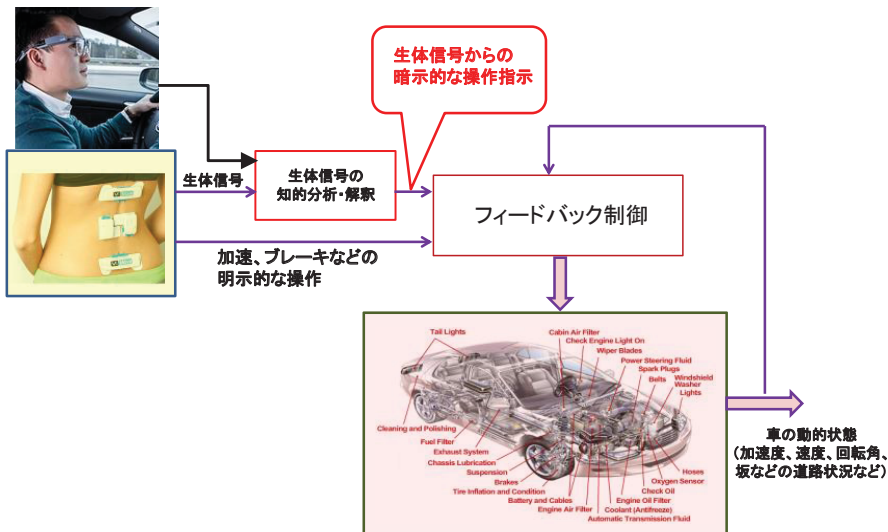 生体信号からの
暗示的な操作指示
生体信号
生体信号の
知的分析・解釈
フィードバック制御
加速、ブレーキなどの
明示的な操作
Tail Lights
Cabin Air Filter
Check Engine Light On
Wiper Blades
Power Steering Fluid
Spark Plugs
Belts
Windshield
Washer
Lights
Cleaning and Polishing
Fuel Filter
Exhaust System
Chassis Lubrication
Suspension
Brakes
Tire Inflation and Condition
Battery and Cables
Engine Air Filter
Hoses
Oxygen Sensor
Check Oil
Engine Oil Filter
Coolant (Antifreeze)
Automatic Transmission Fluid
車の動的状態
(加速度、速度、回転角、
坂などの道路状況など)